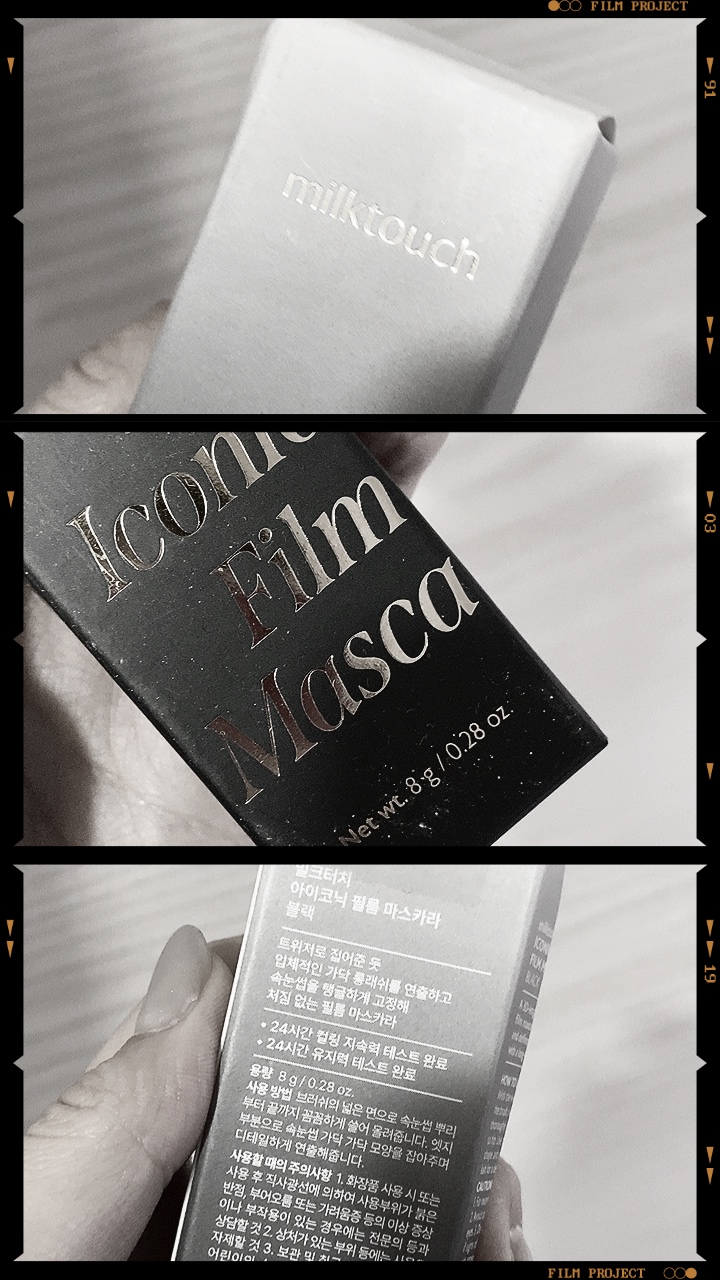 FILM PROJECT
91
milktouch
03
Iconic
Film
Masca
Net wt. 8 g / 0.28 oz.
19
밀크터치
아이코닉 필름 마스카라
블랙
트위저로 집어준 듯
입체적인 가닥 롱래쉬를 연출하고
속눈썹을 탱글하게 고정해
처짐 없는 필름 마스카라
• 24시간 컬링 지속력 테스트 완료
• 24시간 유지력 테스트 완료
용량 8 g / 0.28 oz.
사용 방법 브러쉬의 넓은 면으로 속눈썹 뿌리
부터 끝까지 꼼꼼하게 쓸어 올려줍니다. 엣지
부분으로 속눈썹 가닥 가닥 모양을 잡아주며
디테일하게 연출해줍니다.
사용할 때의 주의사항 1. 화장품 사용 시 또는
사용 후 직사광선에 의하여 사용부위가 붉은
반점, 부어오름 또는 가려움증 등의 이상 증상
이나 부작용이 있는 경우에는 전문의 등과
상담할 것 2. 상처가 있는 부위 등에는
자제할 것 3. 보관 및
어린이의
FILM PROJECT